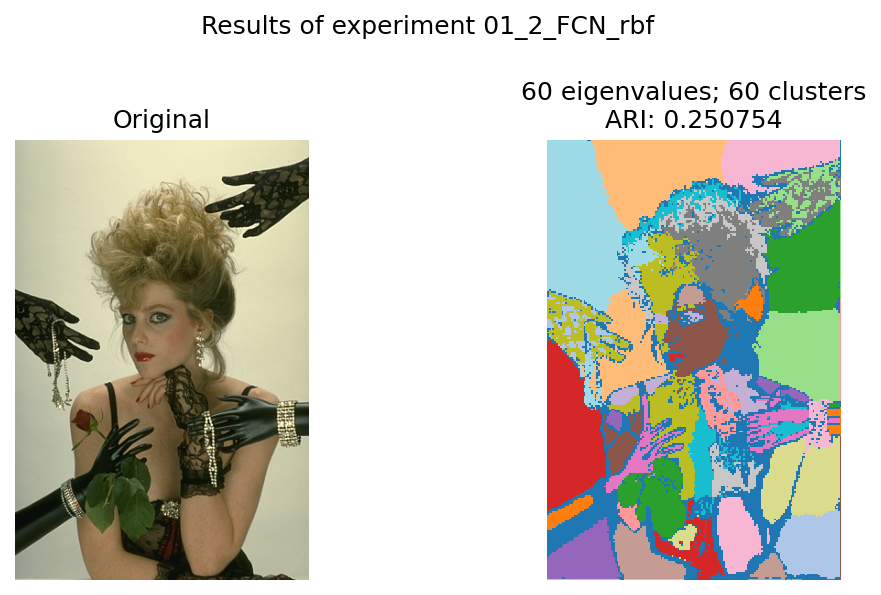 Results of experiment 01_2_FCN_rbf
Original
60 eigenvalues; 60 clusters
ARI: 0.250754